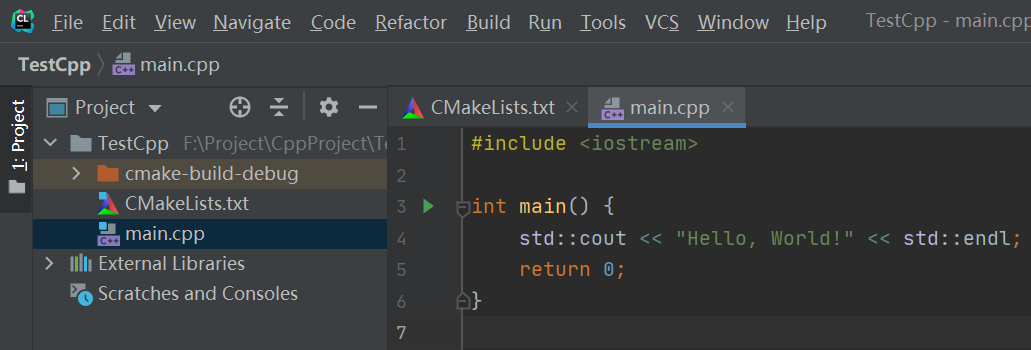 CL File Edit View Navigate Code Refactor Build Run Tools VCS Window Help TestCpp - main.cpp
TestCpp main.cpp
1: Project
Project
TestCpp F:\Project\CppProject\Te
cmake-build-debug
CMakeLists.txt
main.cpp
External Libraries
Scratches and Consoles
CMakeLists.txt main.cpp
1 #include <iostream>
2
3 int main() {
4 std::cout << "Hello, World!" << std::endl;
5 return 0;
6 }
7